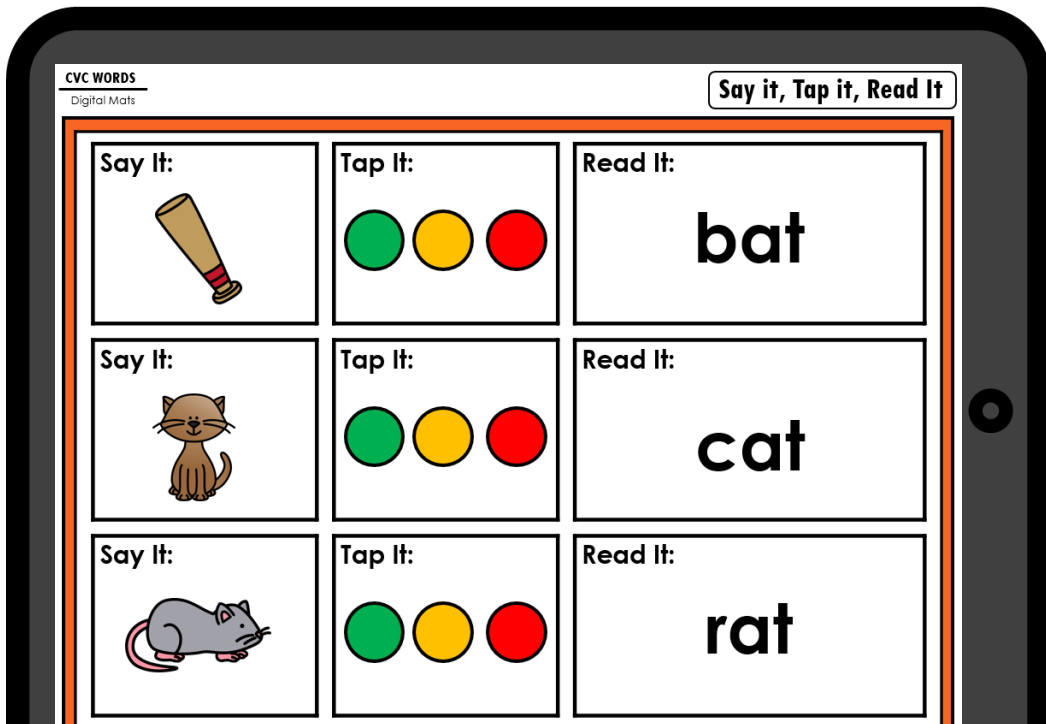 CVC WORDS
Digital Mats
Say it, Tap it, Read It
Say It:
Tap It:
Read It:
bat
Say It:
Tap It:
Read It:
cat
Say It:
Tap It:
Read It:
rat